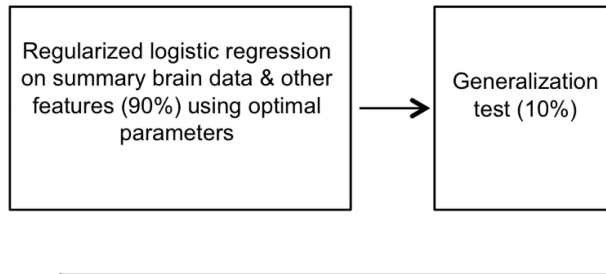 Regularized logistic regression
on summary brain data & other
features (90%) using optimal
parameters
Generalization
test (10%)